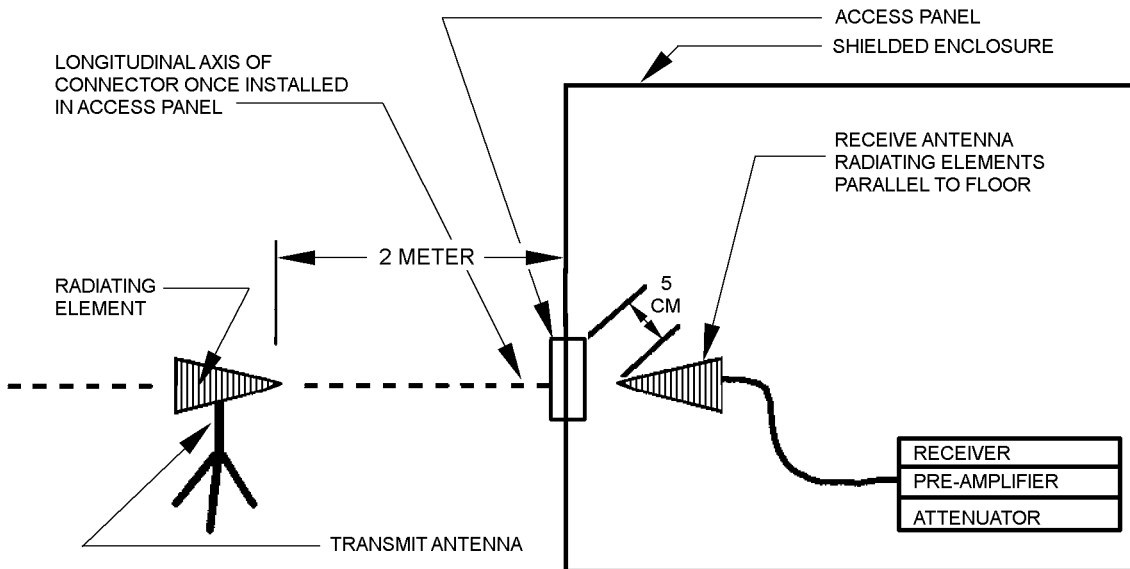 ACCESS PANEL
SHIELDED ENCLOSURE
LONGITUDINAL AXIS OF
CONNECTOR ONCE INSTALLED
IN ACCESS PANEL
RECEIVE ANTENNA
RADIATING ELEMENTS
PARALLEL TO FLOOR
2 METER
RADIATING
ELEMENT
5
CM
RECEIVER
PRE-AMPLIFIER
ATTENUATOR
TRANSMIT ANTENNA